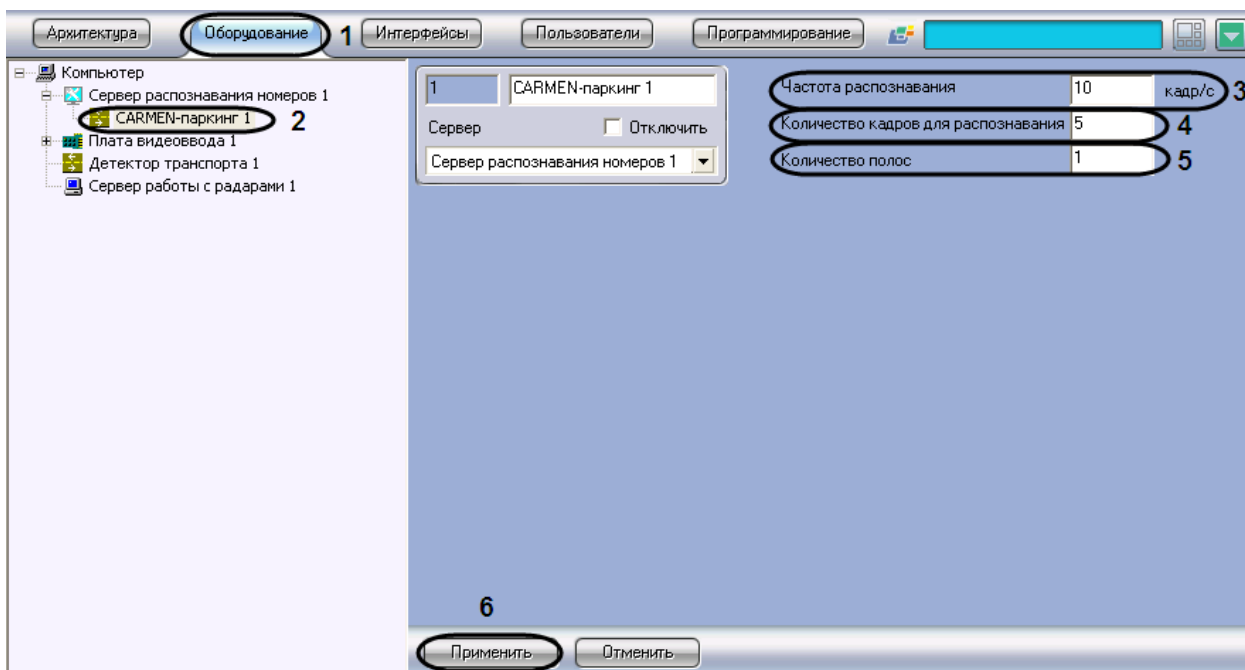 Архитектура Оборудование 1 Интерфейсы Пользователи Программирование
Компьютер
Сервер распознавания номеров 1
CARMEN-паркинг 1 2
Плата видеоввода 1
Детектор транспорта 1
Сервер работы с радарами 1
1 CARMEN-паркинг 1
Сервер Отключить
Сервер распознавания номеров 1
Частота распознавания 10 кадр/с 3
Количество кадров для распознавания 5 4
Количество полос 1 5
6
Применить Отменить